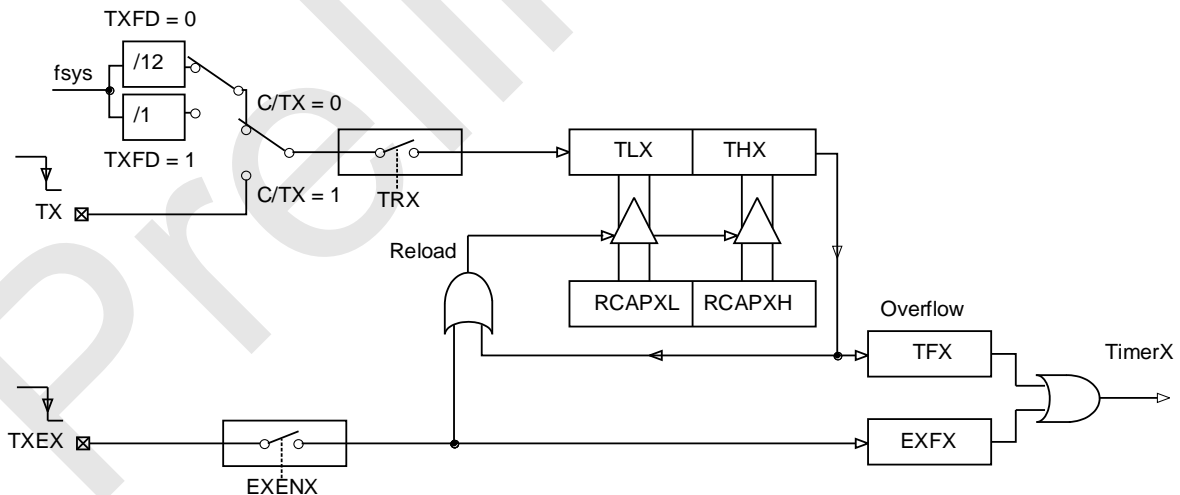 TXFD = 0
/12
fsys
C/TX = 0
/1
TXFD = 1
TLX THX
C/TX = 1
TRX
TX
Reload
RCAPXL RCAPXH
Overflow
TFX
TimerX
TXEX
EXFX
EXENX